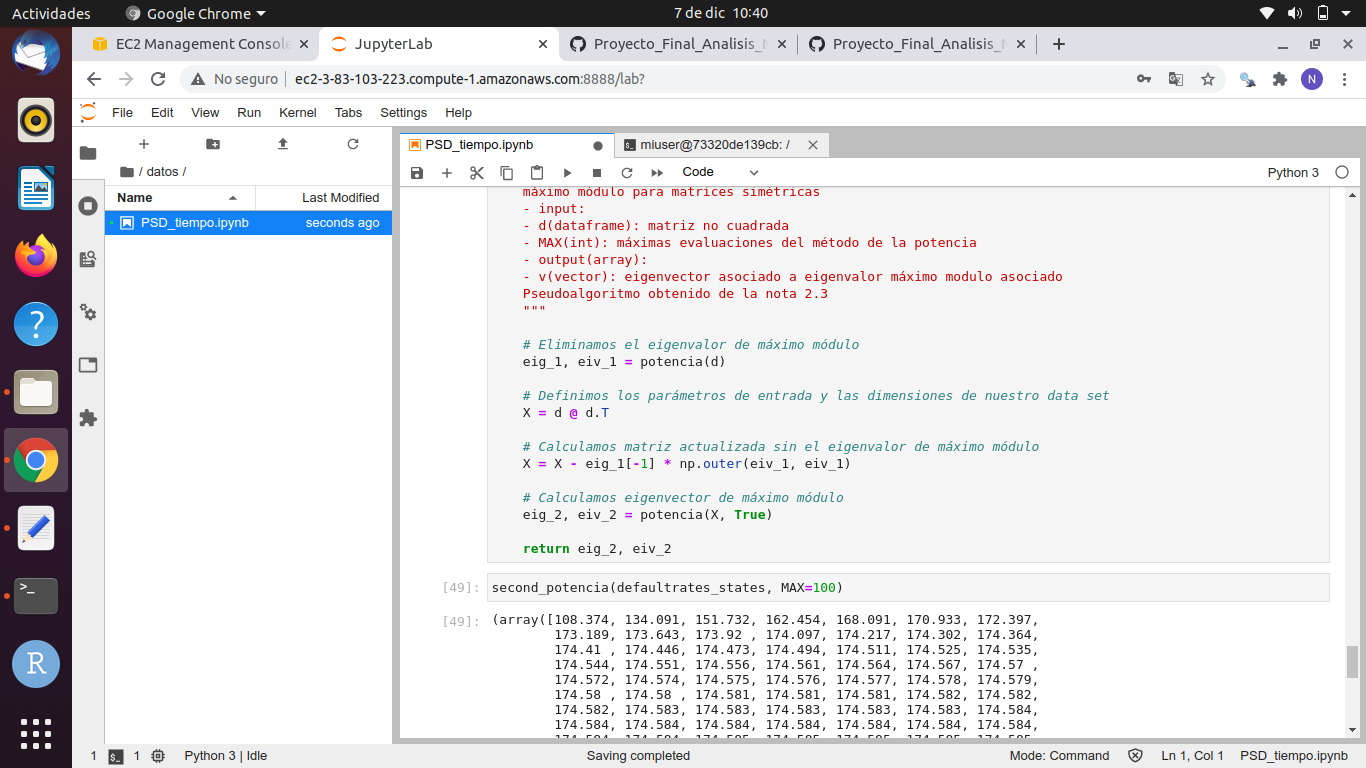 Actividades
Google Chrome
7 de dic 10:40
EC2 Management Console
JupyterLab
Proyecto_Final_Analisis_
Proyecto_Final_Analisis_
No seguro
ec2-3-83-103-223.compute-1.amazonaws.com:8888/lab?
N
File Edit View Run Kernel Tabs Settings Help
/ datos /
Name Last Modified
PSD_tiempo.ipynb seconds ago
PSD_tiempo.ipynb
miuser@73320de139cb: /
Code
Python 3
máximo módulo para matrices simétricas
- input:
- d(dataframe): matriz no cuadrada
- MAX(int): máximas evaluaciones del método de la potencia
- output(array):
- v(vector): eigenvector asociado a eigenvalor máximo modulo asociado
Pseudoalgoritmo obtenido de la nota 2.3
"""
# Eliminamos el eigenvalor de máximo módulo
eig_1, eiv_1 = potencia(d)
# Definimos los parámetros de entrada y las dimensiones de nuestro data set
X = d @ d.T
# Calculamos matriz actualizada sin el eigenvalor de máximo módulo
X = X - eig_1[-1] * np.outer(eiv_1, eiv_1)
# Calculamos eigenvector de máximo módulo
eig_2, eiv_2 = potencia(X, True)
return eig_2, eiv_2
[49]: second_potencia(defaultrates_states, MAX=100)
[49]: (array([108.374, 134.091, 151.732, 162.454, 168.091, 170.933, 172.397,
173.189, 173.643, 173.92 , 174.097, 174.217, 174.302, 174.364,
174.41 , 174.446, 174.473, 174.494, 174.511, 174.525, 174.535,
174.544, 174.551, 174.556, 174.561, 174.564, 174.567, 174.57 ,
174.572, 174.574, 174.575, 174.576, 174.577, 174.578, 174.579,
174.58 , 174.58 , 174.581, 174.581, 174.581, 174.582, 174.582,
174.582, 174.583, 174.583, 174.583, 174.583, 174.583, 174.584,
174.584, 174.584, 174.584, 174.584, 174.584, 174.584, 174.584,
1 1 Python 3 | Idle
Saving completed
Mode: Command
Ln 1, Col 1 PSD_tiempo.ipynb